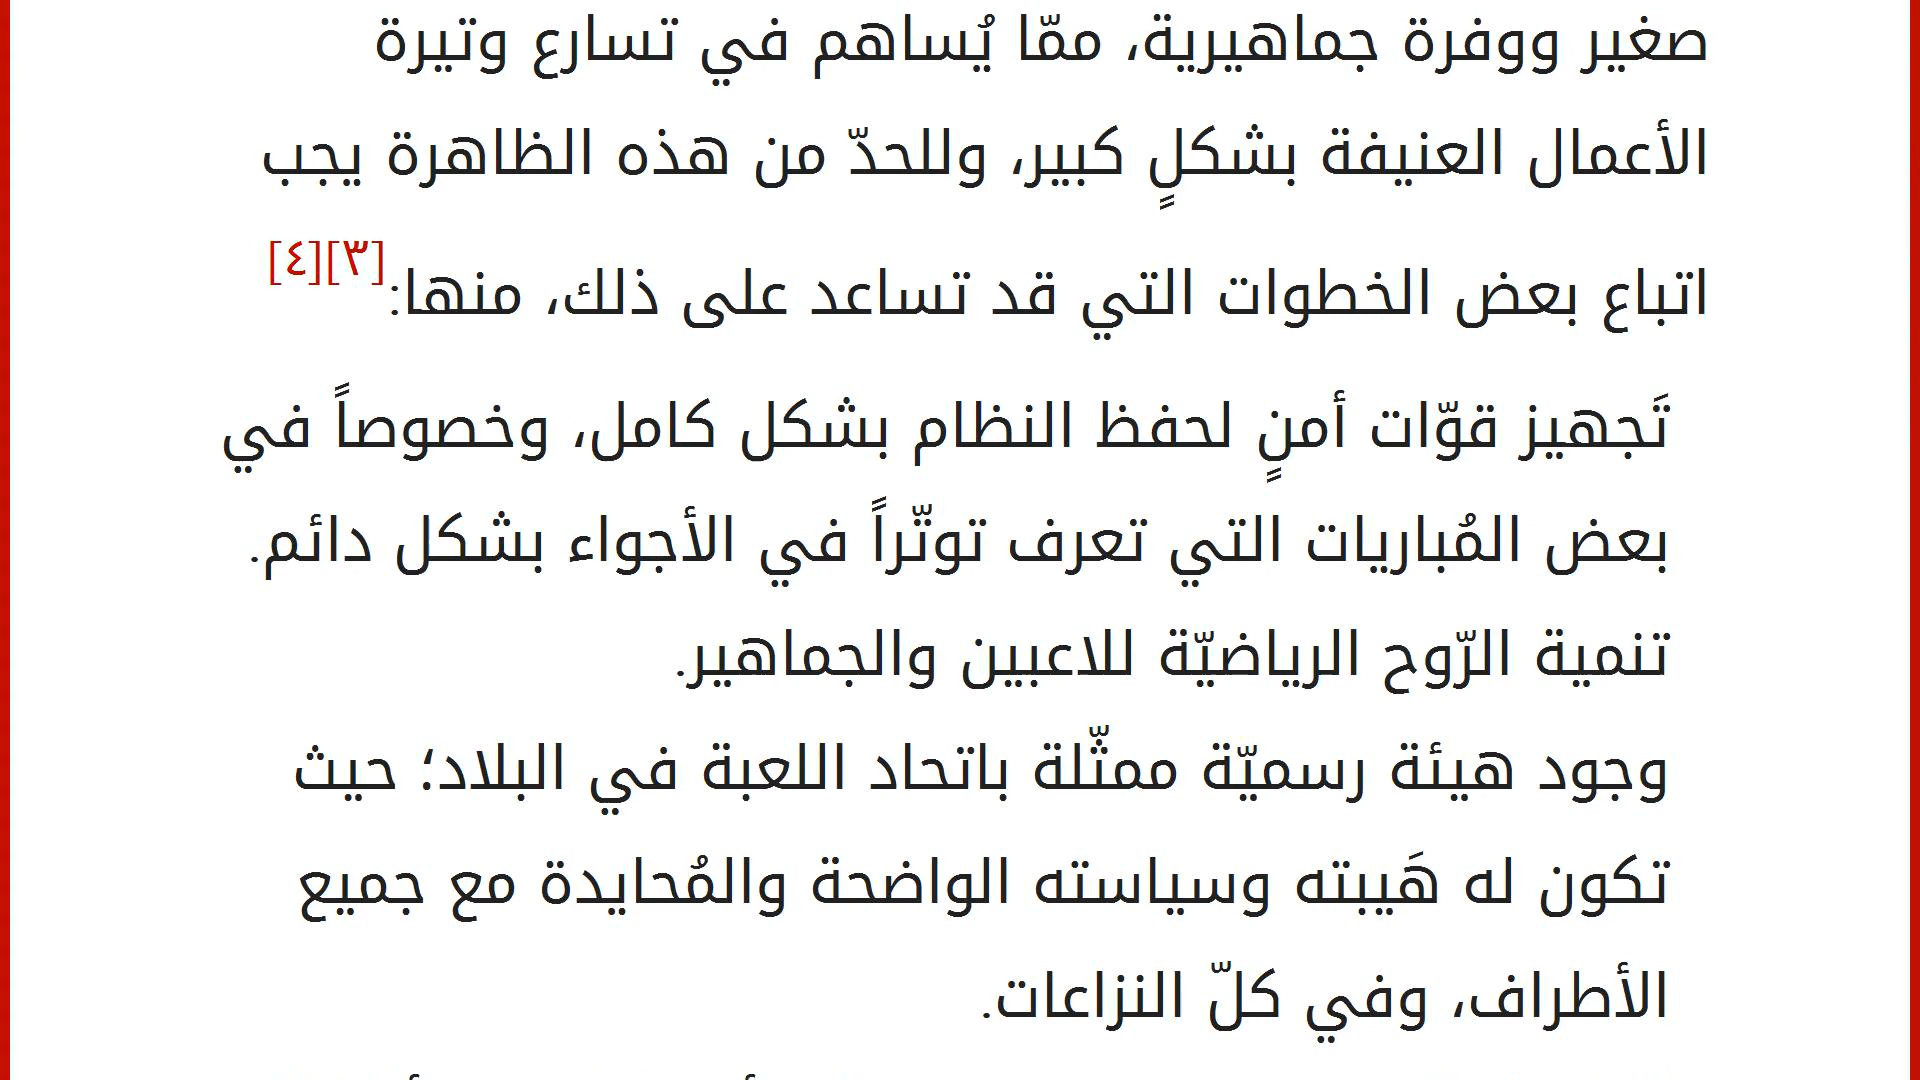 صغير ووفرة جماهيرية، ممّا يُساهم في تسارع وتيرة
الأعمال العنيفة بشكلٍ كبير، وللحدّ من هذه الظاهرة يجب
اتباع بعض الخطوات التي قد تساعد على ذلك، منها:[٣][٤]
تَجهيز قوّات أمنٍ لحفظ النظام بشكل كامل، وخصوصاً في
بعض المُباريات التي تعرف توتّراً في الأجواء بشكل دائم.
تنمية الرّوح الرياضيّة للاعبين والجماهير.
وجود هيئة رسميّة ممثّلة باتحاد اللعبة في البلاد؛ حيث
تكون له هَيبته وسياسته الواضحة والمُحايدة مع جميع
الأطراف، وفي كلّ النزاعات.